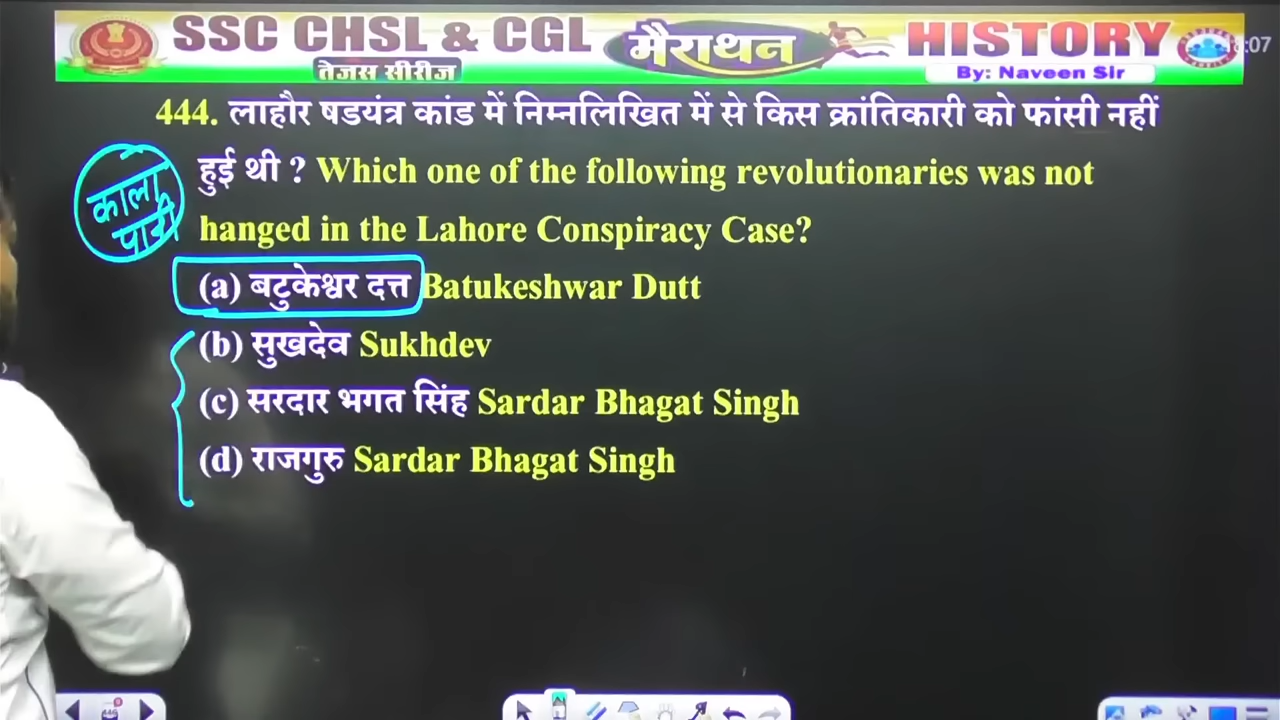 SSC CHSL & CGL मैराथन HISTORY
तेजस सीरीज By: Naveen Sir
444. लाहौर षडयंत्र कांड में निम्नलिखित में से किस क्रांतिकारी को फांसी नहीं
हुई थी ? Which one of the following revolutionaries was not
hanged in the Lahore Conspiracy Case?
काला
पानी
(a) बटुकेश्वर दत्त Batukeshwar Dutt
(b) सुखदेव Sukhdev
(c) सरदार भगत सिंह Sardar Bhagat Singh
(d) राजगुरु Sardar Bhagat Singh